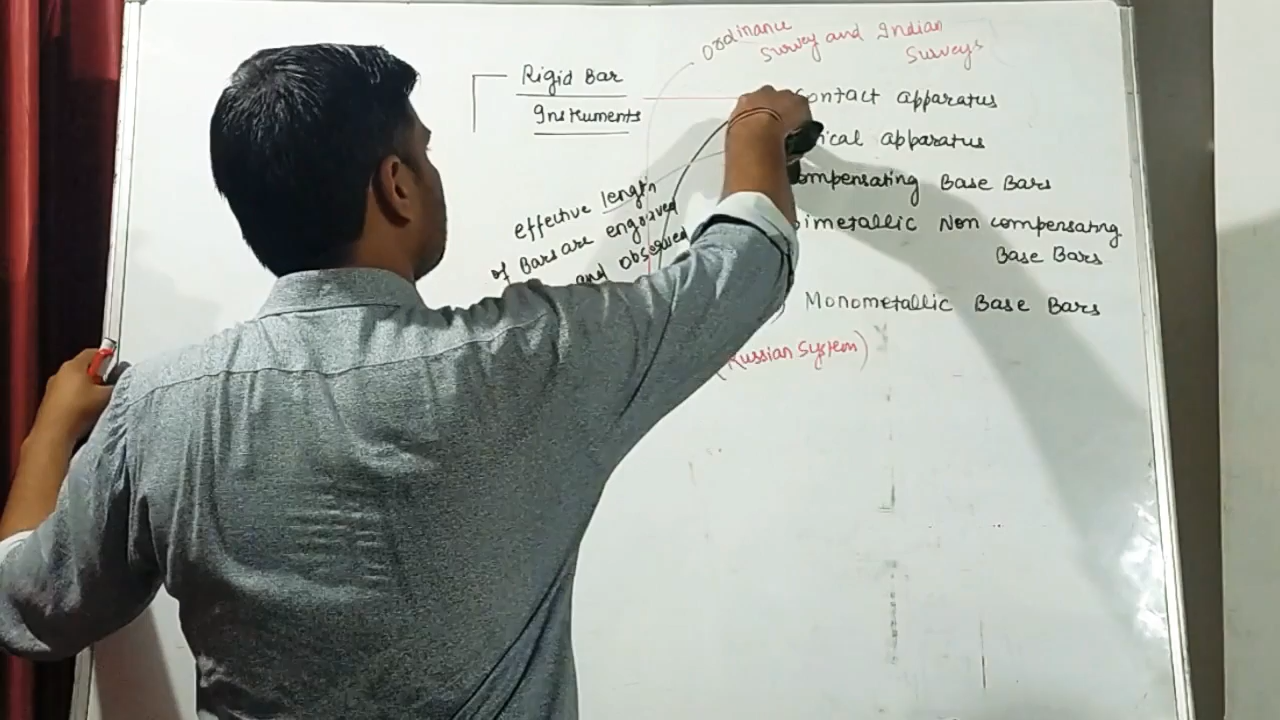 Ordinance
Survey and Indian
Surveys
Rigid Bar
Instruments
Contact apparatus
apparatus
ompensating Base Bars
imetallic Non compensating
Base Bars
effective length
of Bars are engraved
and observed
Monometallic Base Bars
(Russian System)